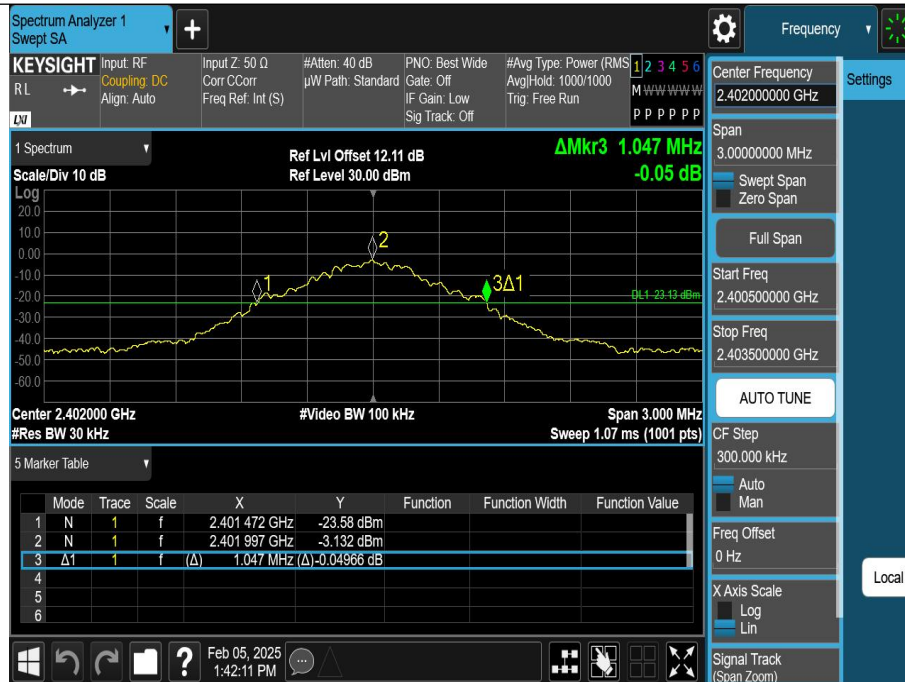 Spectrum Analyzer 1
Swept SA
Frequency
KEYSIGHT
RL
LXI
Input: RF
Coupling: DC
Align: Auto
Input Z: 50 Ω
Corr CCorr
Freq Ref: Int (S)
#Atten: 40 dB
µW Path: Standard
PNO: Best Wide
Gate: Off
IF Gain: Low
Sig Track: Off
#Avg Type: Power (RMS
Avg|Hold: 1000/1000
Trig: Free Run
1 2 3 4 5 6
M W W W W W
P P P P P P
1 Spectrum
Scale/Div 10 dB
Ref Lvl Offset 12.11 dB
Ref Level 30.00 dBm
ΔMkr3 1.047 MHz
-0.05 dB
Log
20.0
10.0
0.00
-10.0
-20.0
-30.0
-40.0
-50.0
-60.0
1
2
3Δ1
DL1 -23.13 dBm
Center 2.402000 GHz
#Video BW 100 kHz
Span 3.000 MHz
#Res BW 30 kHz
Sweep 1.07 ms (1001 pts)
5 Marker Table
Mode Trace Scale X Y Function Function Width Function Value
1 N 1 f 2.401 472 GHz -23.58 dBm
2 N 1 f 2.401 997 GHz -3.132 dBm
3 Δ1 1 f (Δ) 1.047 MHz (Δ) -0.04966 dB
4
5
6
Feb 05, 2025
1:42:11 PM
Center Frequency
2.402000000 GHz
Settings
Span
3.00000000 MHz
Swept Span
Zero Span
Full Span
Start Freq
2.400500000 GHz
Stop Freq
2.403500000 GHz
AUTO TUNE
CF Step
300.000 kHz
Auto
Man
Freq Offset
0 Hz
Local
X Axis Scale
Log
Lin
Signal Track
(Span Zoom)